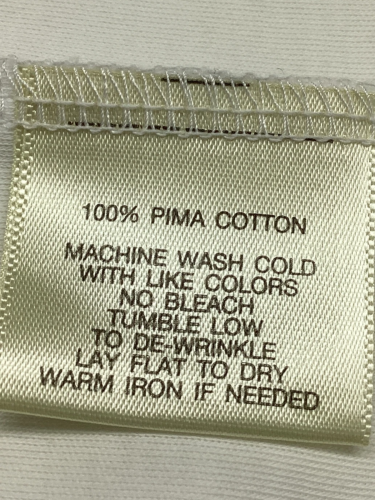 100% PIMA COTTON
MACHINE WASH COLD
WITH LIKE COLORS
NO BLEACH
TUMBLE LOW
TO DE-WRINKLE
LAY FLAT TO DRY
WARM IRON IF NEEDED